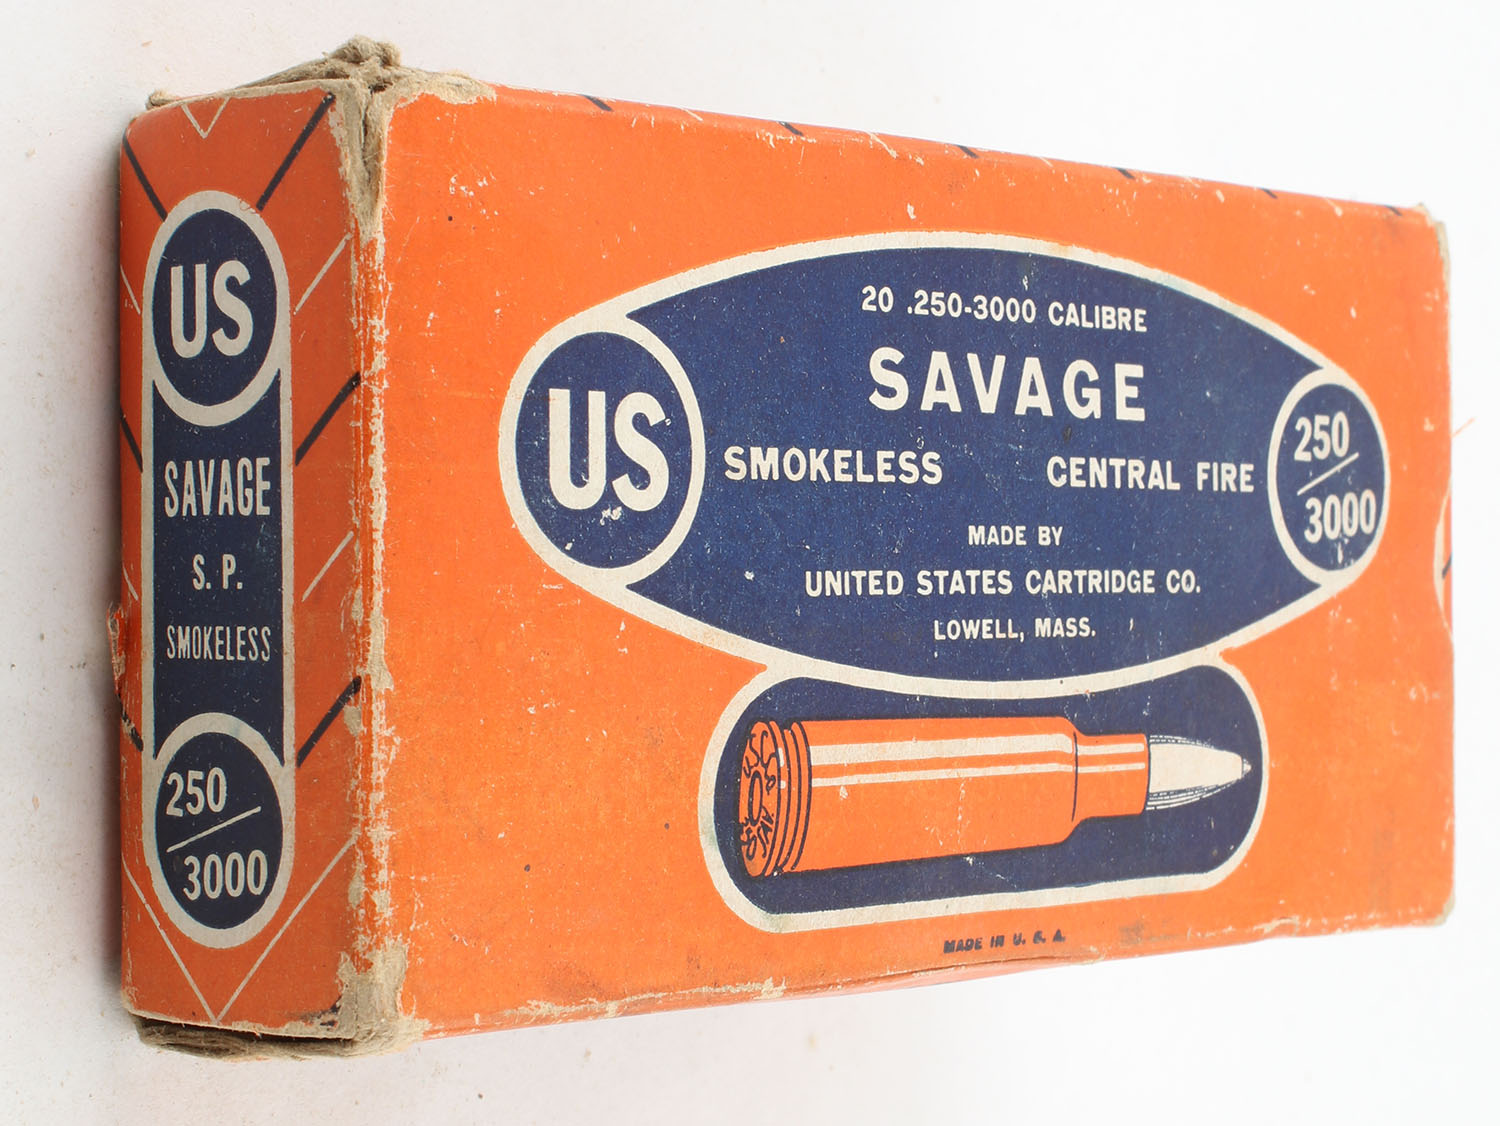 US
SAVAGE
S. P.
SMOKELESS
250/3000
20 .250-3000 CALIBRE
SAVAGE
US
SMOKELESS CENTRAL FIRE
250/3000
MADE BY
UNITED STATES CARTRIDGE CO.
LOWELL, MASS.
MADE IN U. S. A.